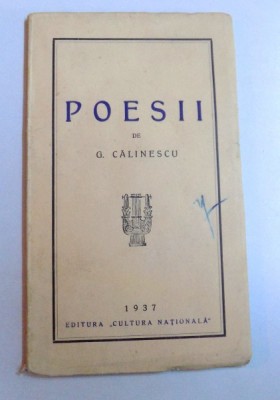 POESII
DE
G. CĂLINESCU
1937
EDITURA „CULTURA NAȚIONALĂ"